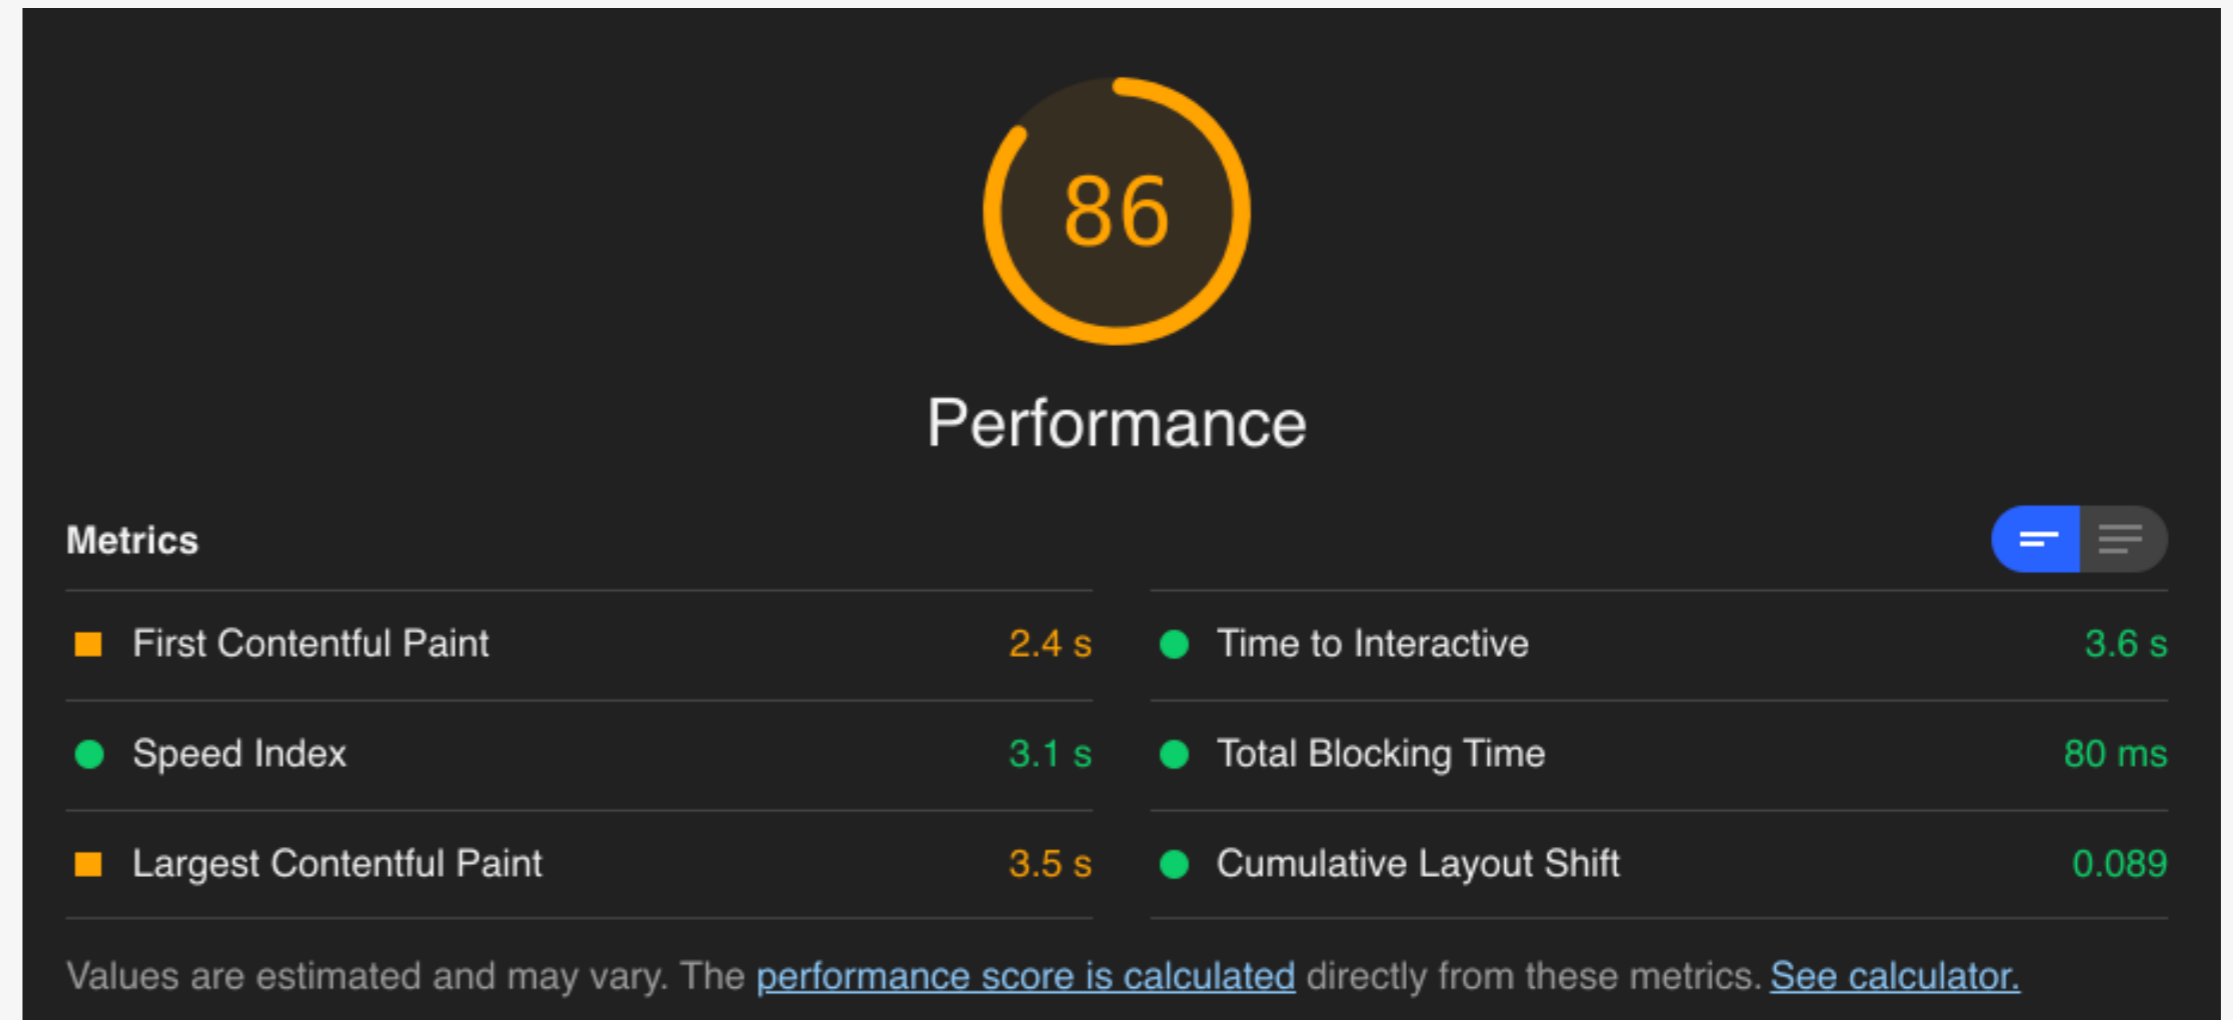 86
Performance
Metrics
First Contentful Paint 2.4 s
Time to Interactive 3.6 s
Speed Index 3.1 s
Total Blocking Time 80 ms
Largest Contentful Paint 3.5 s
Cumulative Layout Shift 0.089
Values are estimated and may vary. The performance score is calculated directly from these metrics. See calculator.